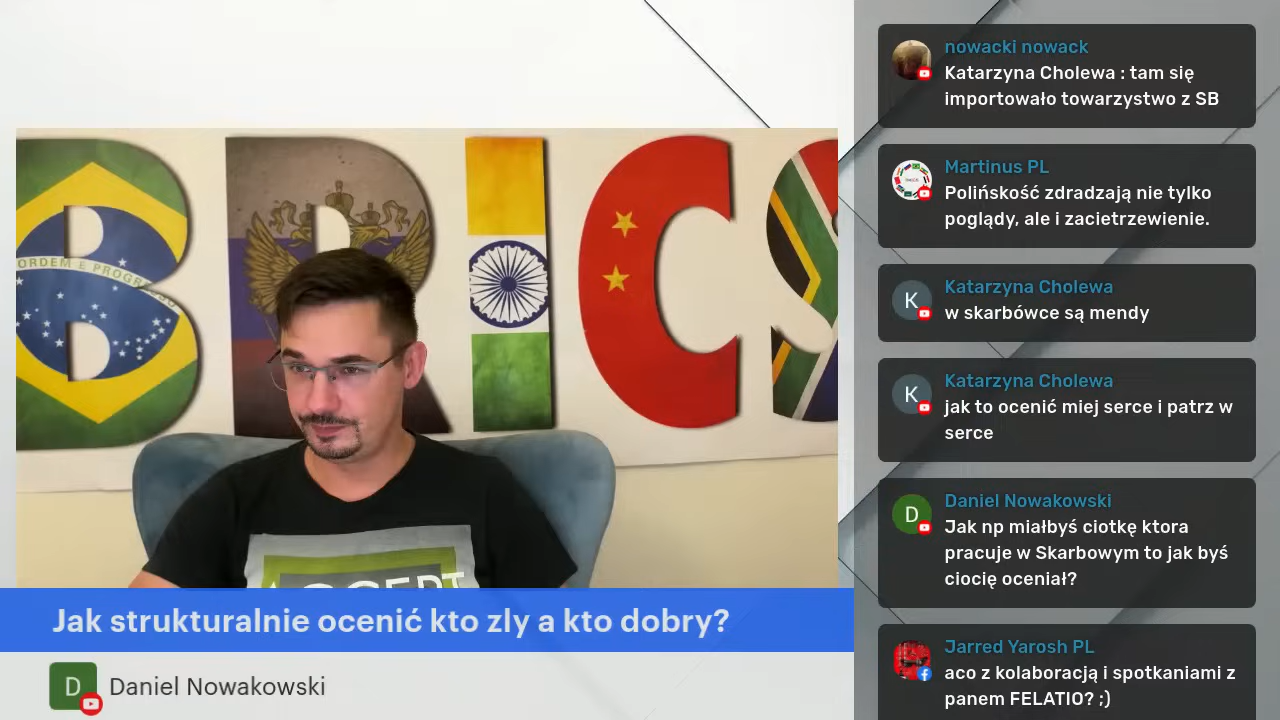 BRICS
ORDEM E PROGRESSO
ACCEPT
Jak strukturalnie ocenić kto zly a kto dobry?
D
Daniel Nowakowski
nowacki nowack
Katarzyna Cholewa : tam się
importowało towarzystwo z SB
Martinus PL
Polińskość zdradzają nie tylko
poglądy, ale i zacietrzewienie.
K
Katarzyna Cholewa
w skarbówce są mendy
K
Katarzyna Cholewa
jak to ocenić miej serce i patrz w
serce
D
Daniel Nowakowski
Jak np miałbyś ciotkę ktora
pracuje w Skarbowym to jak byś
ciocię oceniał?
Jarred Yarosh PL
aco z kolaboracją i spotkaniami z
panem FELATIO? ;)